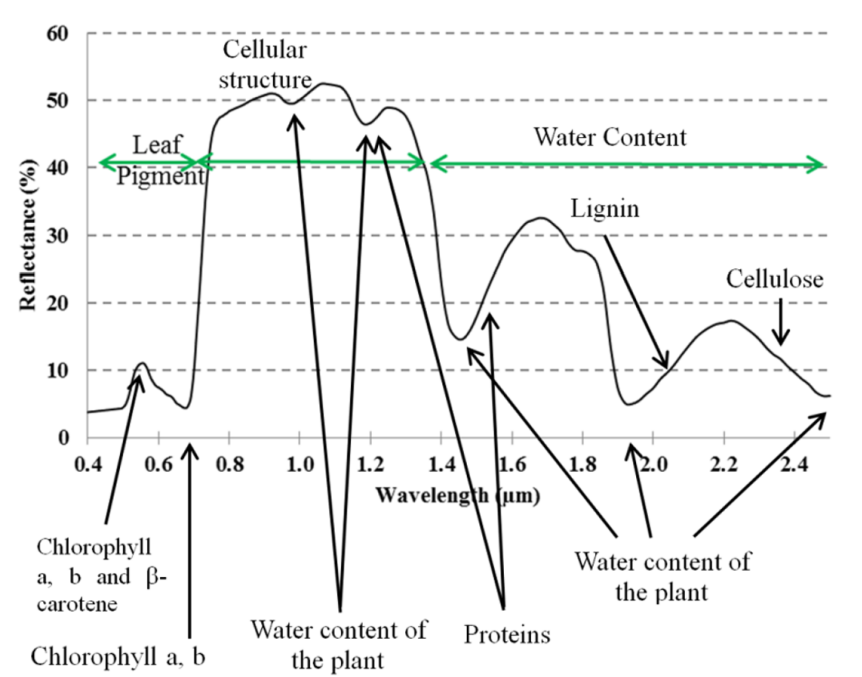 60
Cellular
structure
50
Leaf
Pigment
Water Content
40
Reflectance (%)
Lignin
30
Cellulose
20
10
0
0.4 0.6 0.8 1.0 1.2 1.4 1.6 1.8 2.0 2.2 2.4
Wavelength (µm)
Chlorophyll
a, b and β-
carotene
Chlorophyll a, b
Water content of
the plant
Proteins
Water content of
the plant